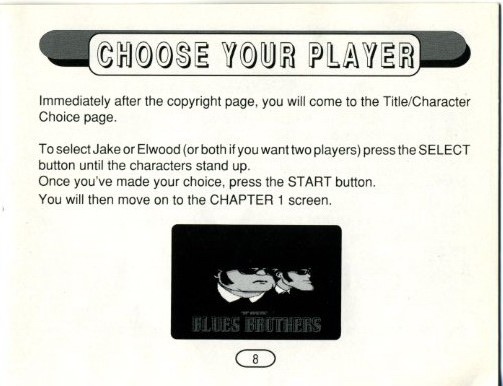 CHOOSE YOUR PLAYER
Immediately after the copyright page, you will come to the Title/Character
Choice page.
To select Jake or Elwood (or both if you want two players) press the SELECT
button until the characters stand up.
Once you've made your choice, press the START button.
You will then move on to the CHAPTER 1 screen.
THE
BLUES BROTHERS
8